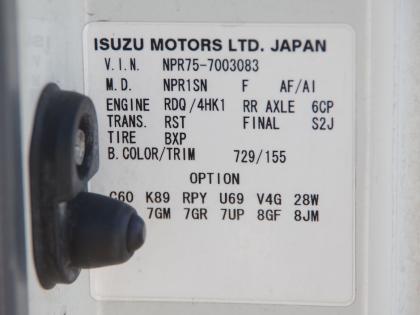 ISUZU MOTORS LTD. JAPAN
V.I.N. NPR75-7003083
M.D. NPR1SN F AF/AI
ENGINE RDQ/4HK1 RR AXLE 6CP
TRANS. RST FINAL S2J
TIRE BXP
B.COLOR/TRIM 729/155
OPTION
K89 RPY U69 V4G 28W
7GM 7GR 7UP 8GF 8JM